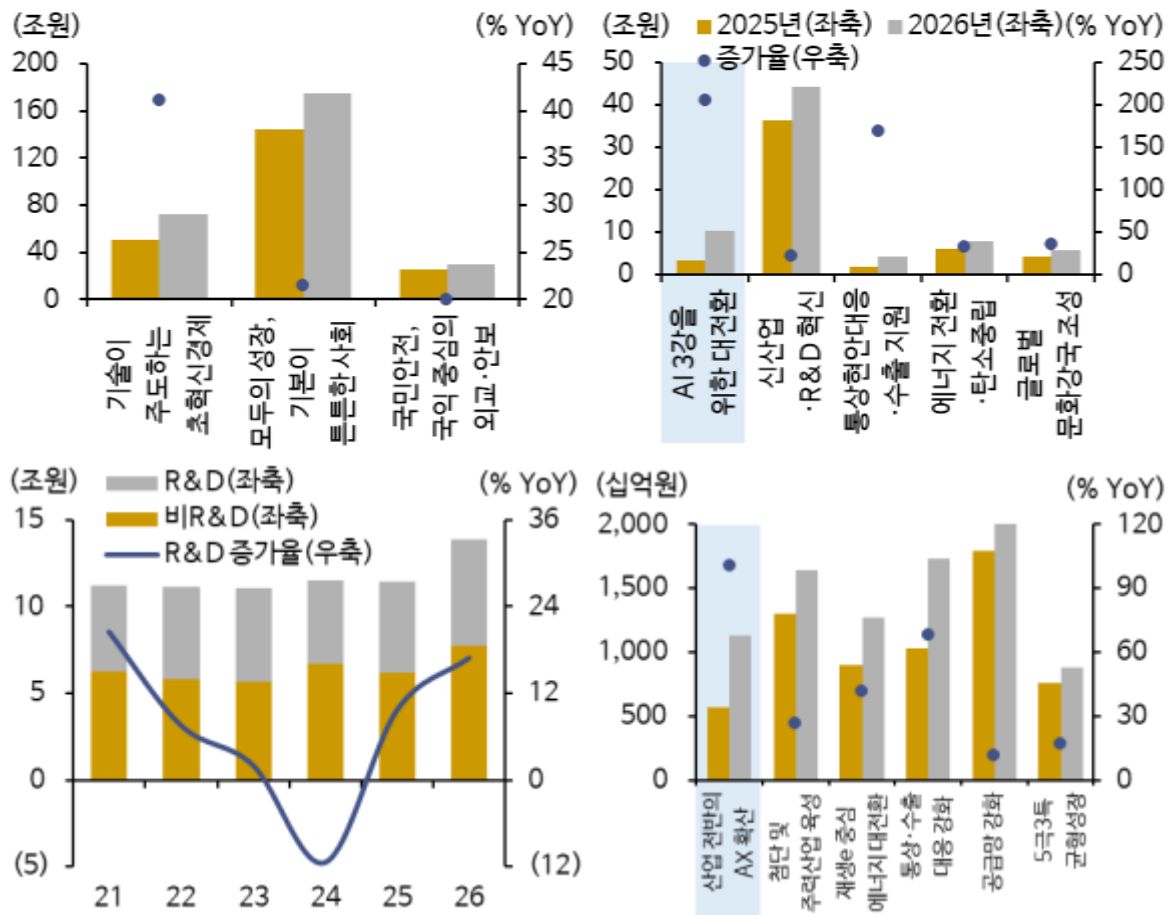 (조원)
(% YoY)
200
160
120
80
40
0
45
40
35
30
25
20
기술이
주도하는
초혁신경제
모두의 성장,
기본이
튼튼한 사회
국민안전,
국익 중심의
외교·안보
(조원)
2025년(좌축)
2026년(좌축)
(% YoY)
증가율(우축)
50
40
30
20
10
0
250
200
150
100
50
0
AI 3강을
위한 대전환
신산업
·R&D 혁신
통상현안대응
·수출 지원
에너지 전환
·탄소중립
글로벌
문화강국 조성
(조원)
(% YoY)
R&D(좌축)
비R&D(좌축)
R&D 증가율(우축)
15
10
5
0
(5)
36
24
12
0
(12)
21
22
23
24
25
26
(십억원)
(% YoY)
2,000
1,500
1,000
500
0
120
90
60
30
0
산업 전반의
AX 확산
첨단 및
주력산업 육성
재생e 중심
에너지 대전환
통상·수출
대응 강화
공급망 강화
5극3특
균형성장